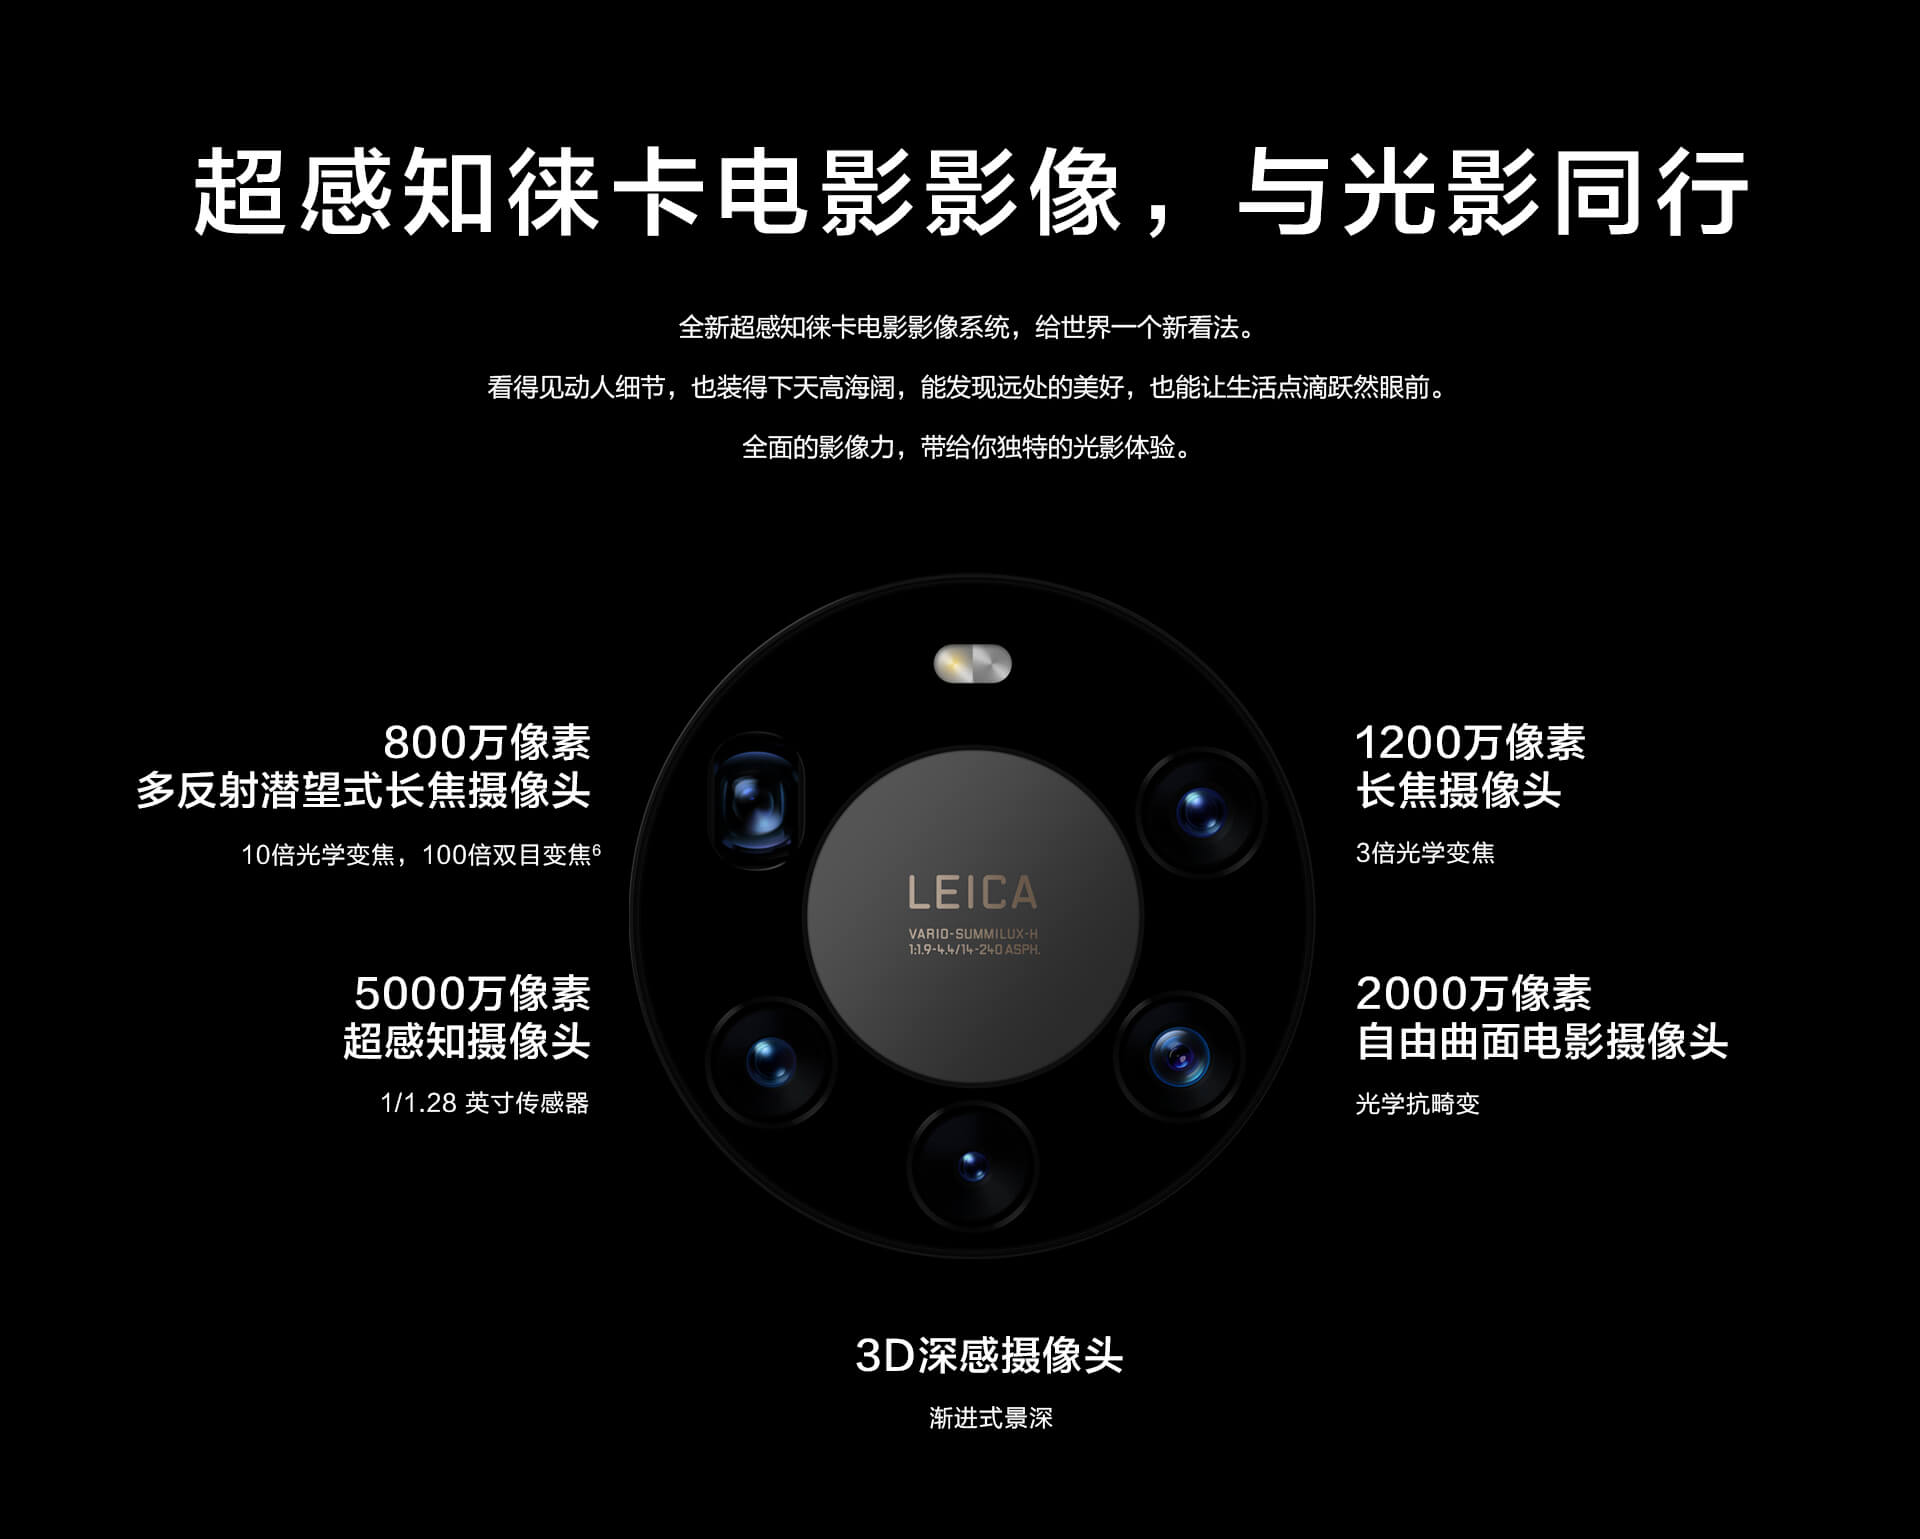 超感知徕卡电影影像，与光影同行
全新超感知徕卡电影影像系统，给世界一个新看法。
看得见动人细节，也装得下天高海阔，能发现远处的美好，也能让生活点滴跃然眼前。
全面的影像力，带给你独特的光影体验。
800万像素
多反射潜望式长焦摄像头
10倍光学变焦，100倍双目变焦6
1200万像素
长焦摄像头
3倍光学变焦
LEICA
VARIO-SUMMILUX-H
1:1.9-4.4/14-240 ASPH.
5000万像素
超感知摄像头
1/1.28 英寸传感器
2000万像素
自由曲面电影摄像头
光学抗畸变
3D深感摄像头
渐进式景深